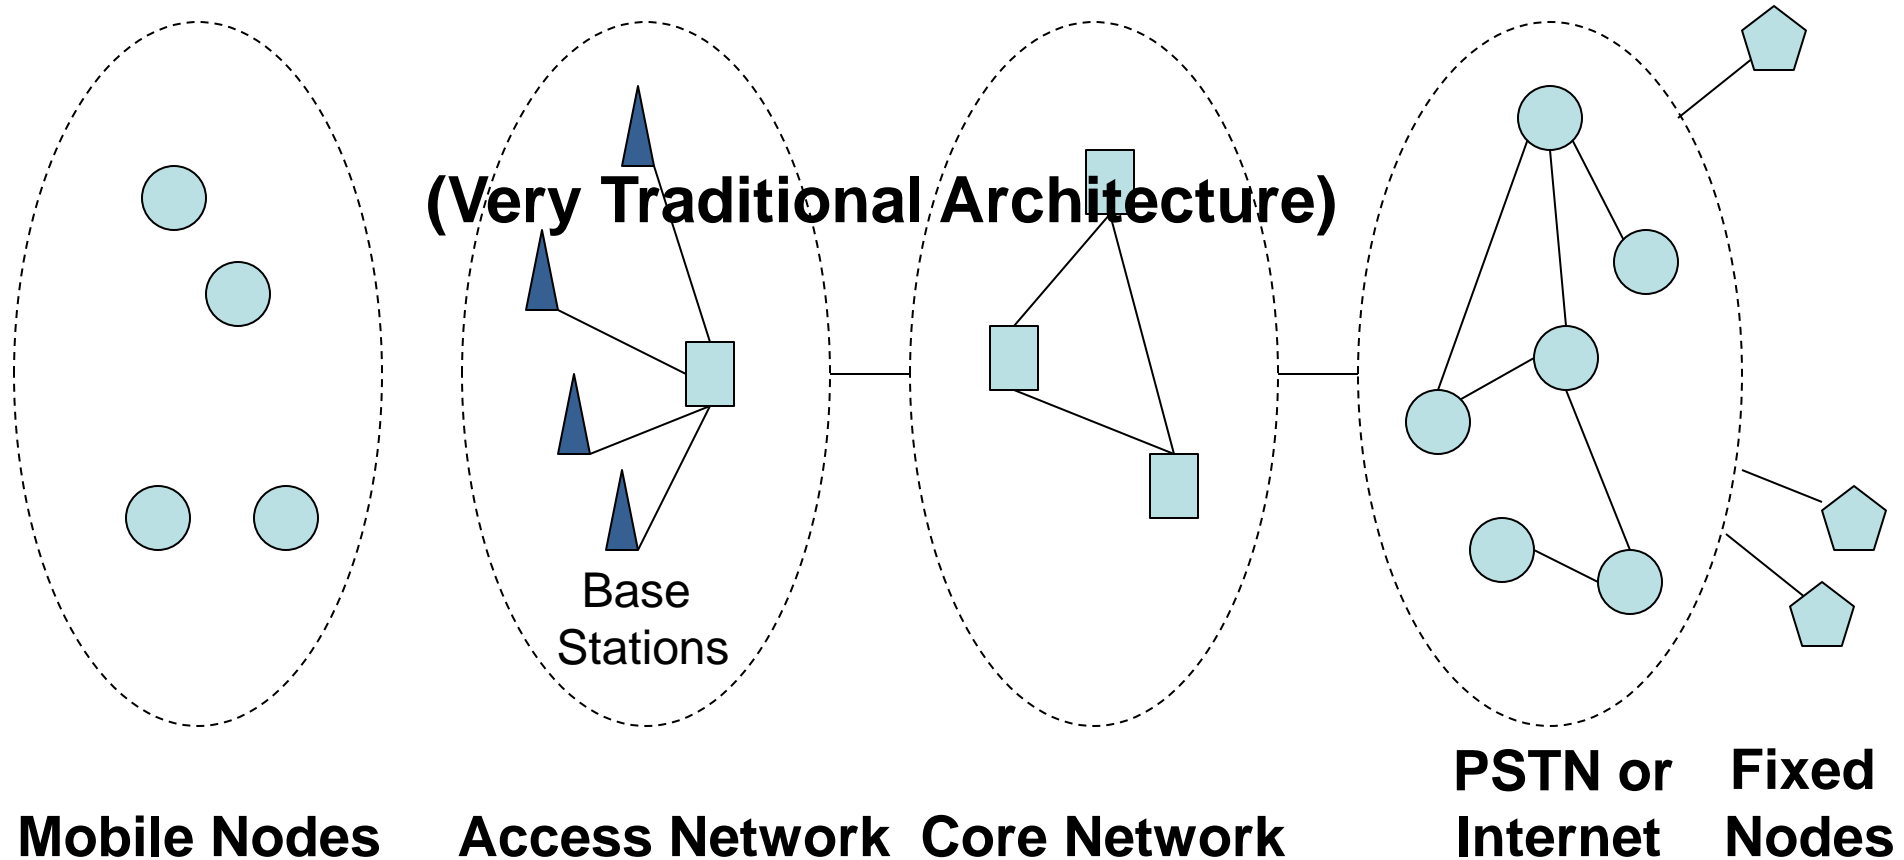 (Very Traditional Architecture)
Base
Stations
Mobile Nodes
Access Network
Core Network
PSTN or
Internet
Fixed
Nodes